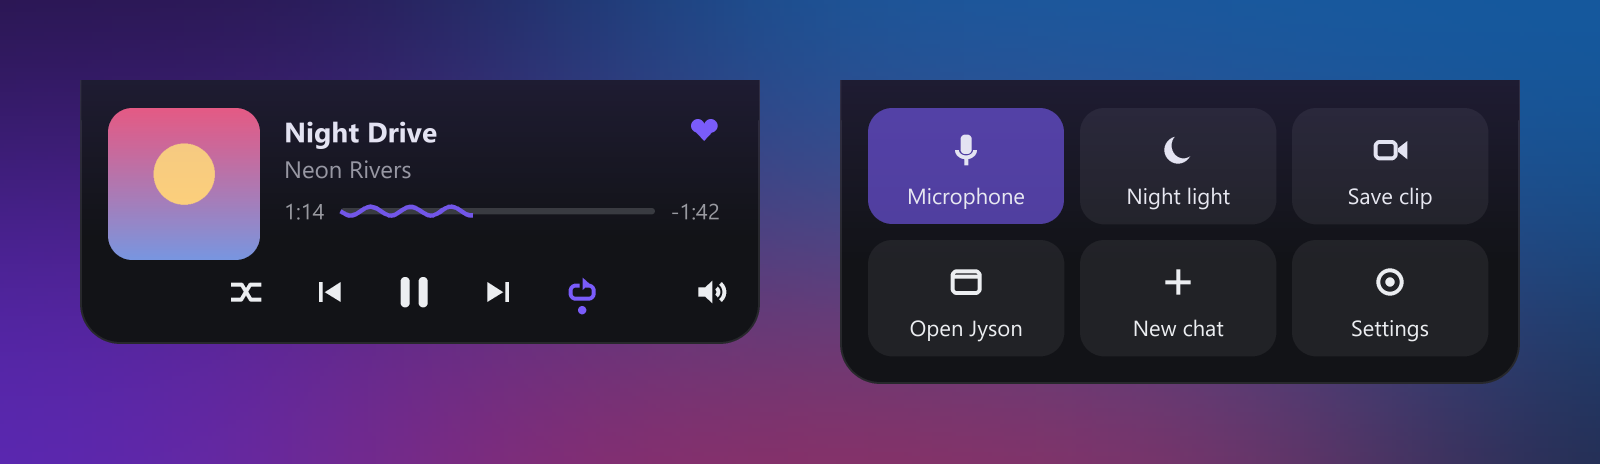 Night Drive
Neon Rivers
1:14 -1:42
Microphone
Night light
Save clip
Open Jyson
New chat
Settings